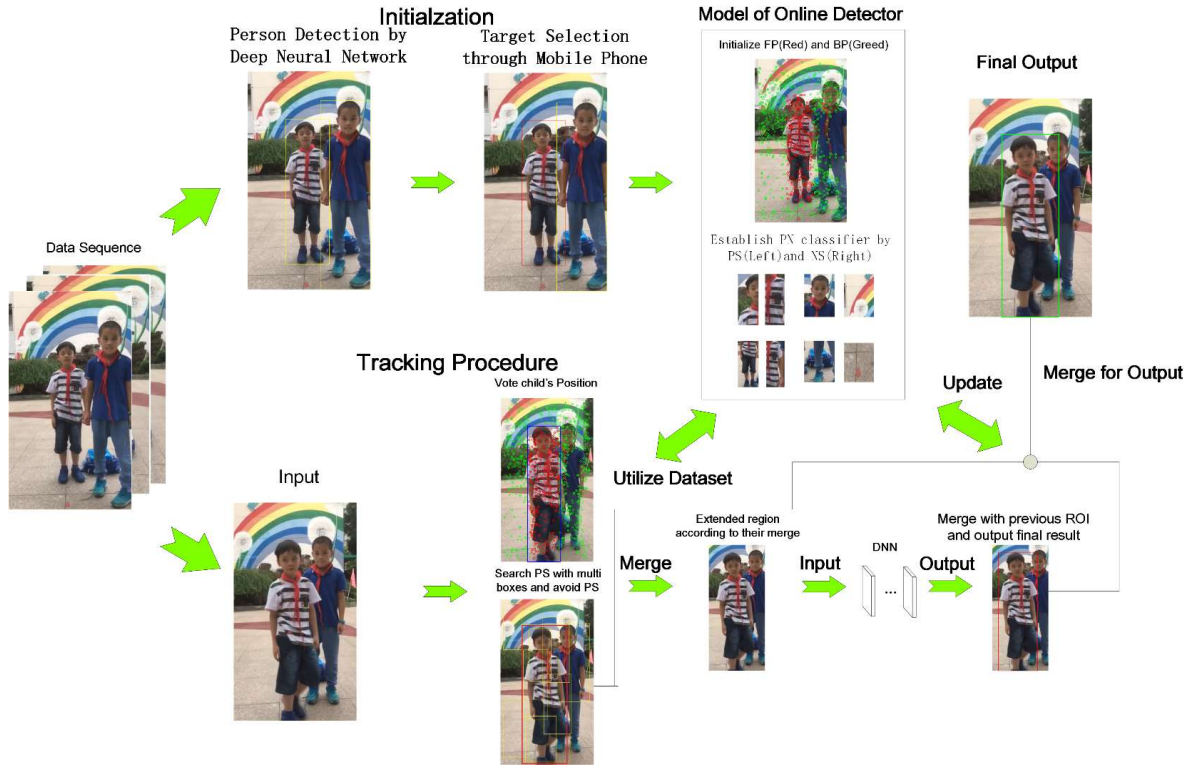 Initialzation
Person Detection by
Deep Neural Network
Target Selection
through Mobile Phone
Model of Online Detector
Initialize FP(Red) and BP(Greed)
Establish PN classifier by
PS(Left)and NS(Right)
Final Output
Data Sequence
Tracking Procedure
Vote child's Position
Input
Search PS with multi
boxes and avoid PS
Utilize Dataset
Update
Merge for Output
Merge
Extended region
according to their merge
Input
DNN
...
Output
Merge with previous ROI
and output final result